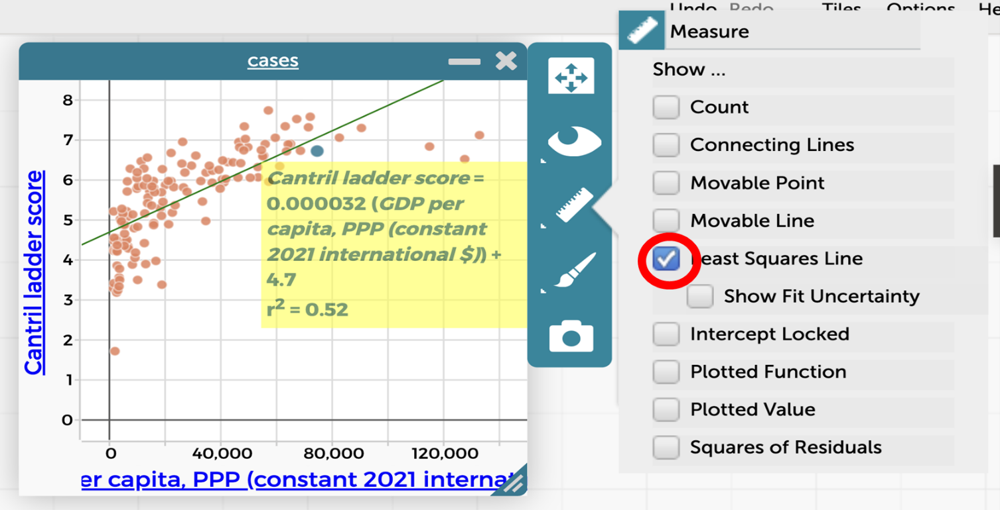 Undo Redo Tiles Options He
Measure
cases
Show ...
Count
Connecting Lines
Movable Point
Movable Line
east Squares Line
Show Fit Uncertainty
Intercept Locked
Plotted Function
Plotted Value
Squares of Residuals
8
7
6
5
4
3
2
1
0
Cantril ladder score
Cantril ladder score =
0.000032 (GDP per
capita, PPP (constant
2021 international $)) +
4.7
r² = 0.52
0 40,000 80,000 120,000
er capita, PPP (constant 2021 internat